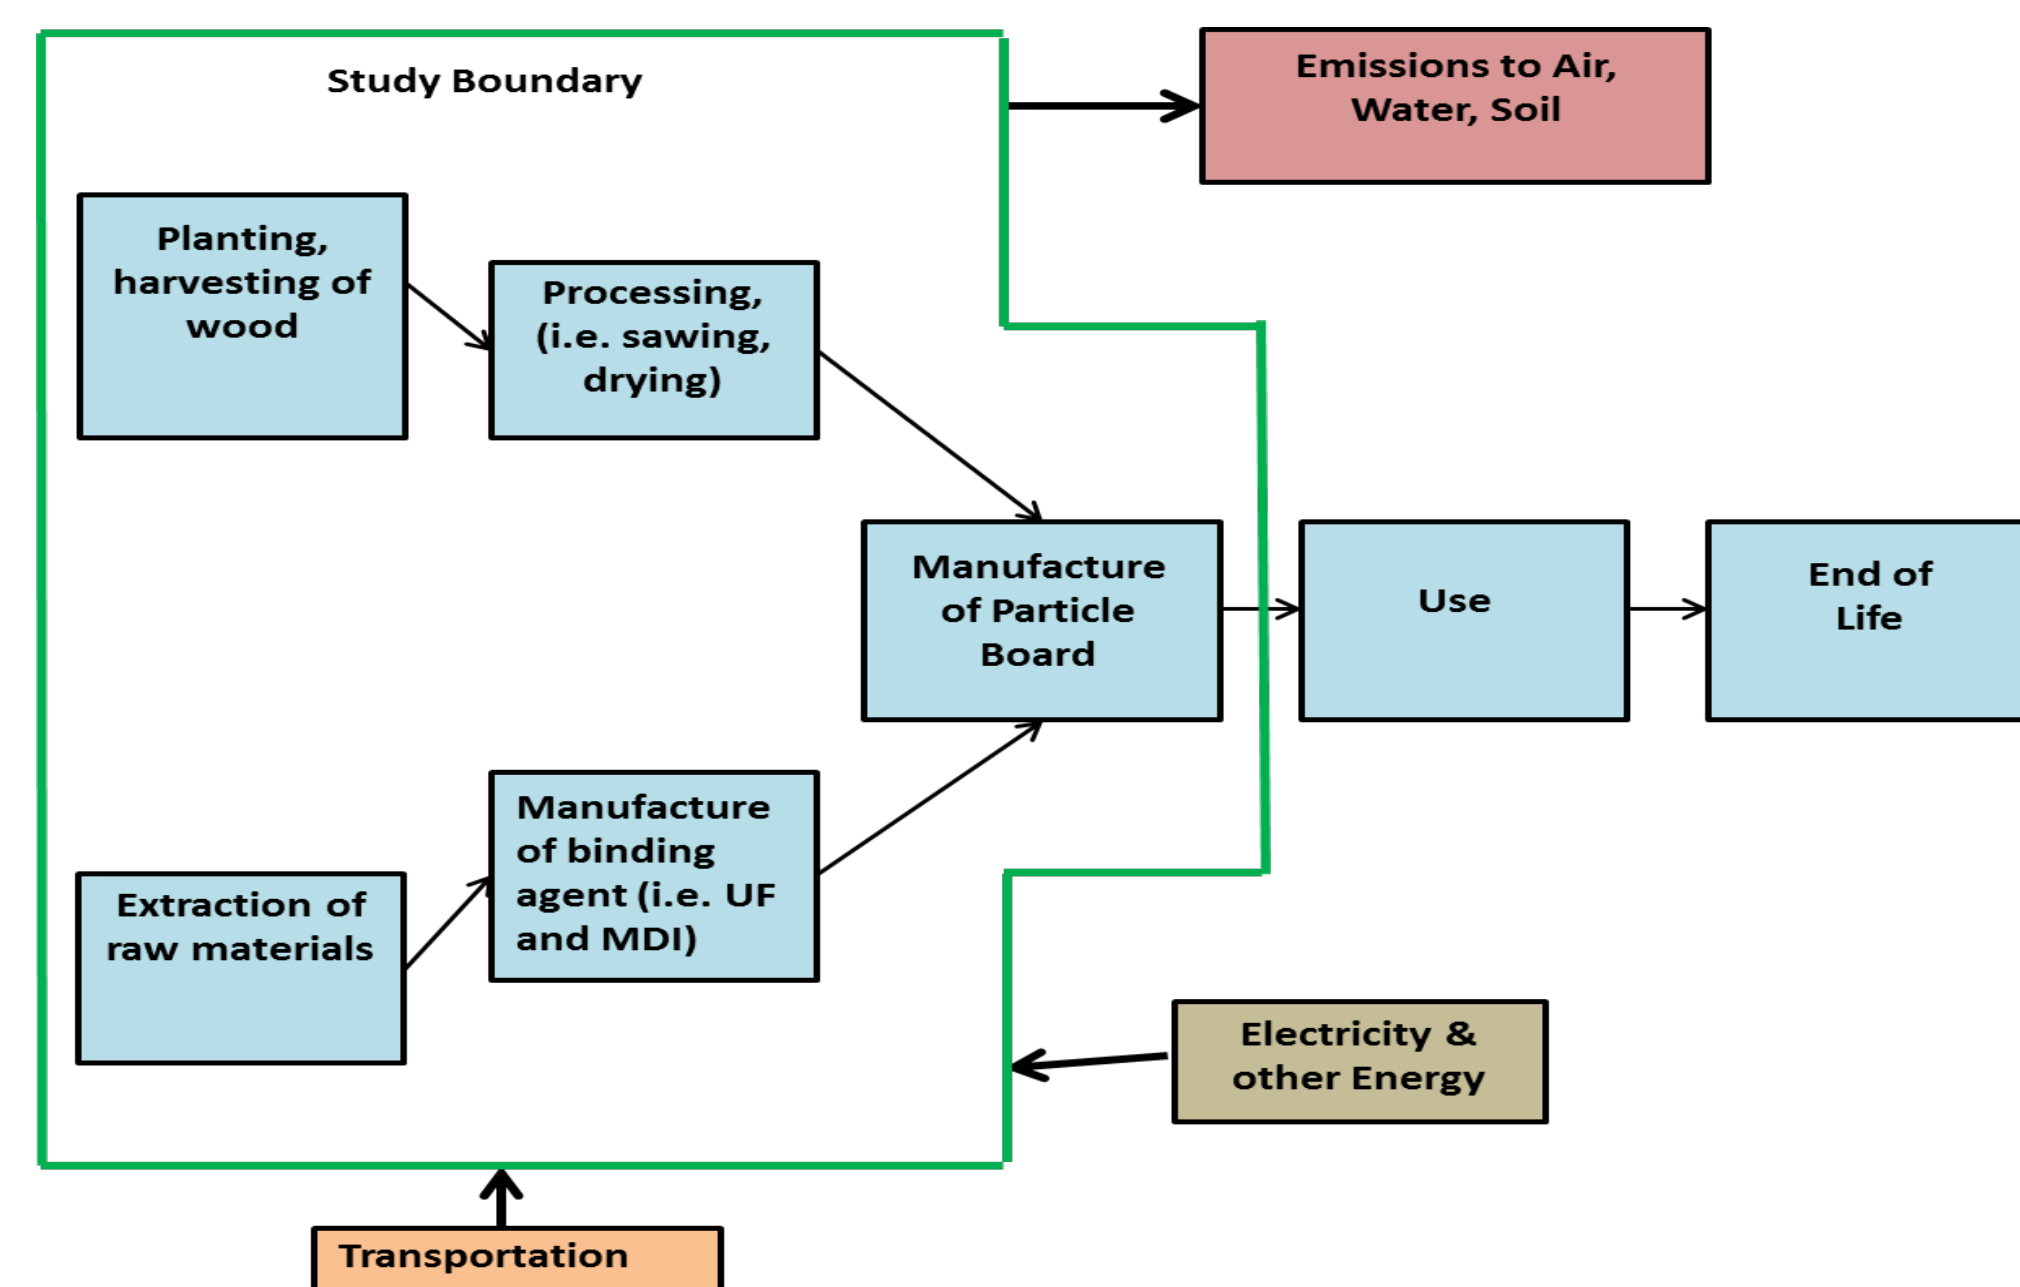 Study Boundary
Emissions to Air,
Water, Soil
Planting,
harvesting of
wood
Processing,
(i.e. sawing,
drying)
Manufacture
of Particle
Board
Use
End of
Life
Manufacture
of binding
agent (i.e. UF
and MDI)
Extraction of
raw materials
Electricity &
other Energy
Transportation